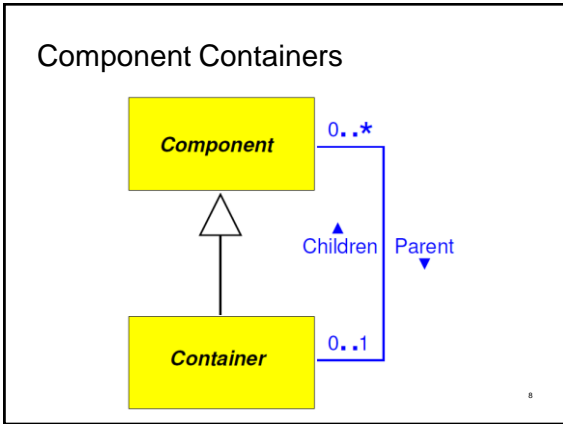 Component Containers
Component
0..*
▲
Children Parent
▼
Container
0..1
8